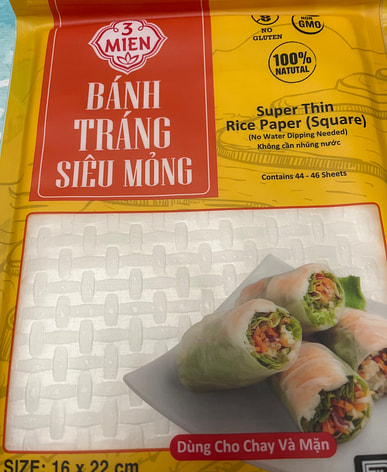 3
MIEN
BÁNH
TRÁNG
SIÊU MỎNG
NO
GLUTEN
NON
GMO
100%
NATURAL
Super Thin
Rice Paper (Square)
(No Water Dipping Needed)
Không cần nhúng nước
Contains 44 - 46 Sheets
Dùng Cho Chay Và Mặn
SIZE: 16 x 22 cm